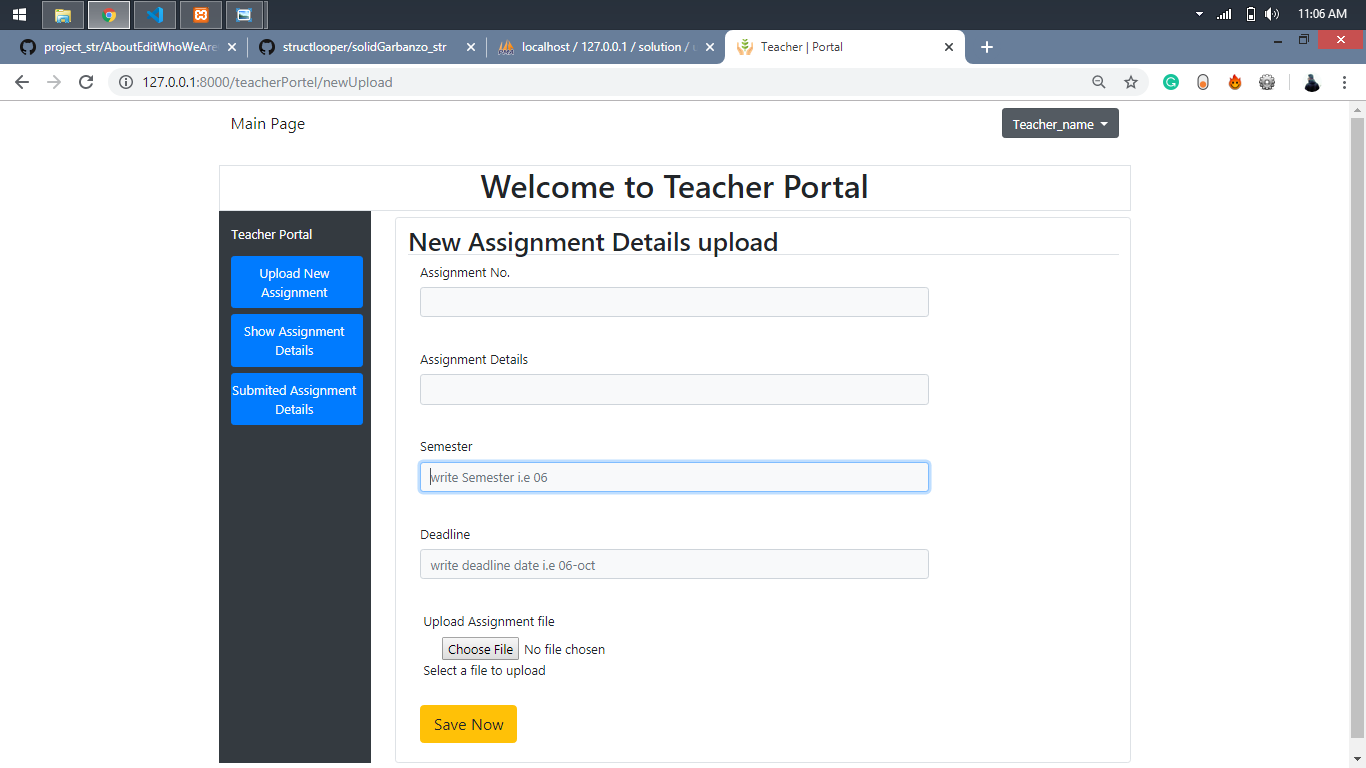 11:06 AM
project_str/AboutEditWhoWeAre
structlooper/solidGarbanzo_str
localhost / 127.0.0.1 / solution / u
Teacher | Portal
127.0.0.1:8000/teacherPortel/newUpload
Main Page
Teacher_name
Welcome to Teacher Portal
Teacher Portal
Upload New
Assignment
Show Assignment
Details
Submited Assignment
Details
New Assignment Details upload
Assignment No.
Assignment Details
Semester
write Semester i.e 06
Deadline
write deadline date i.e 06-oct
Upload Assignment file
Choose File No file chosen
Select a file to upload
Save Now